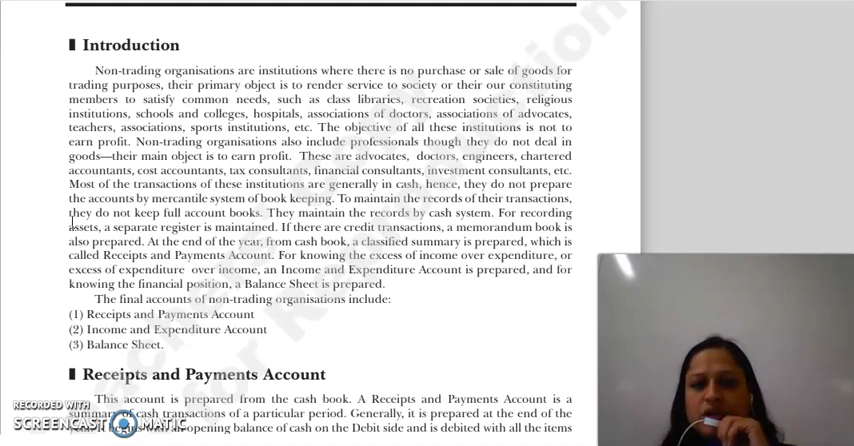 Introduction
Non-trading organisations are institutions where there is no purchase or sale of goods for
trading purposes, their primary object is to render service to society or their our constituting
members to satisfy common needs, such as class libraries, recreation societies, religious
institutions, schools and colleges, hospitals, associations of doctors, associations of advocates,
teachers, associations, sports institutions, etc. The objective of all these institutions is not to
earn profit. Non-trading organisations also include professionals though they do not deal in
goods—their main object is to earn profit. These are advocates, doctors, engineers, chartered
accountants, cost accountants, tax consultants, financial consultants, investment consultants, etc.
Most of the transactions of these institutions are generally in cash, hence, they do not prepare
the accounts by mercantile system of book keeping. To maintain the records of their transactions,
they do not keep full account books. They maintain the records by cash system. For recording
assets, a separate register is maintained. If there are credit transactions, a memorandum book is
also prepared. At the end of the year, from cash book, a classified summary is prepared, which is
called Receipts and Payments Account. For knowing the excess of income over expenditure, or
excess of expenditure over income, an Income and Expenditure Account is prepared, and for
knowing the financial position, a Balance Sheet is prepared.
The final accounts of non-trading organisations include:
(1) Receipts and Payments Account
(2) Income and Expenditure Account
(3) Balance Sheet.
Receipts and Payments Account
This account is prepared from the cash book. A Receipts and Payments Account is a
summary of cash transactions of a particular period. Generally, it is prepared at the end of the
opening balance of cash on the Debit side and is debited with all the items
RECORDED WITH
SCREENCAST MATIC